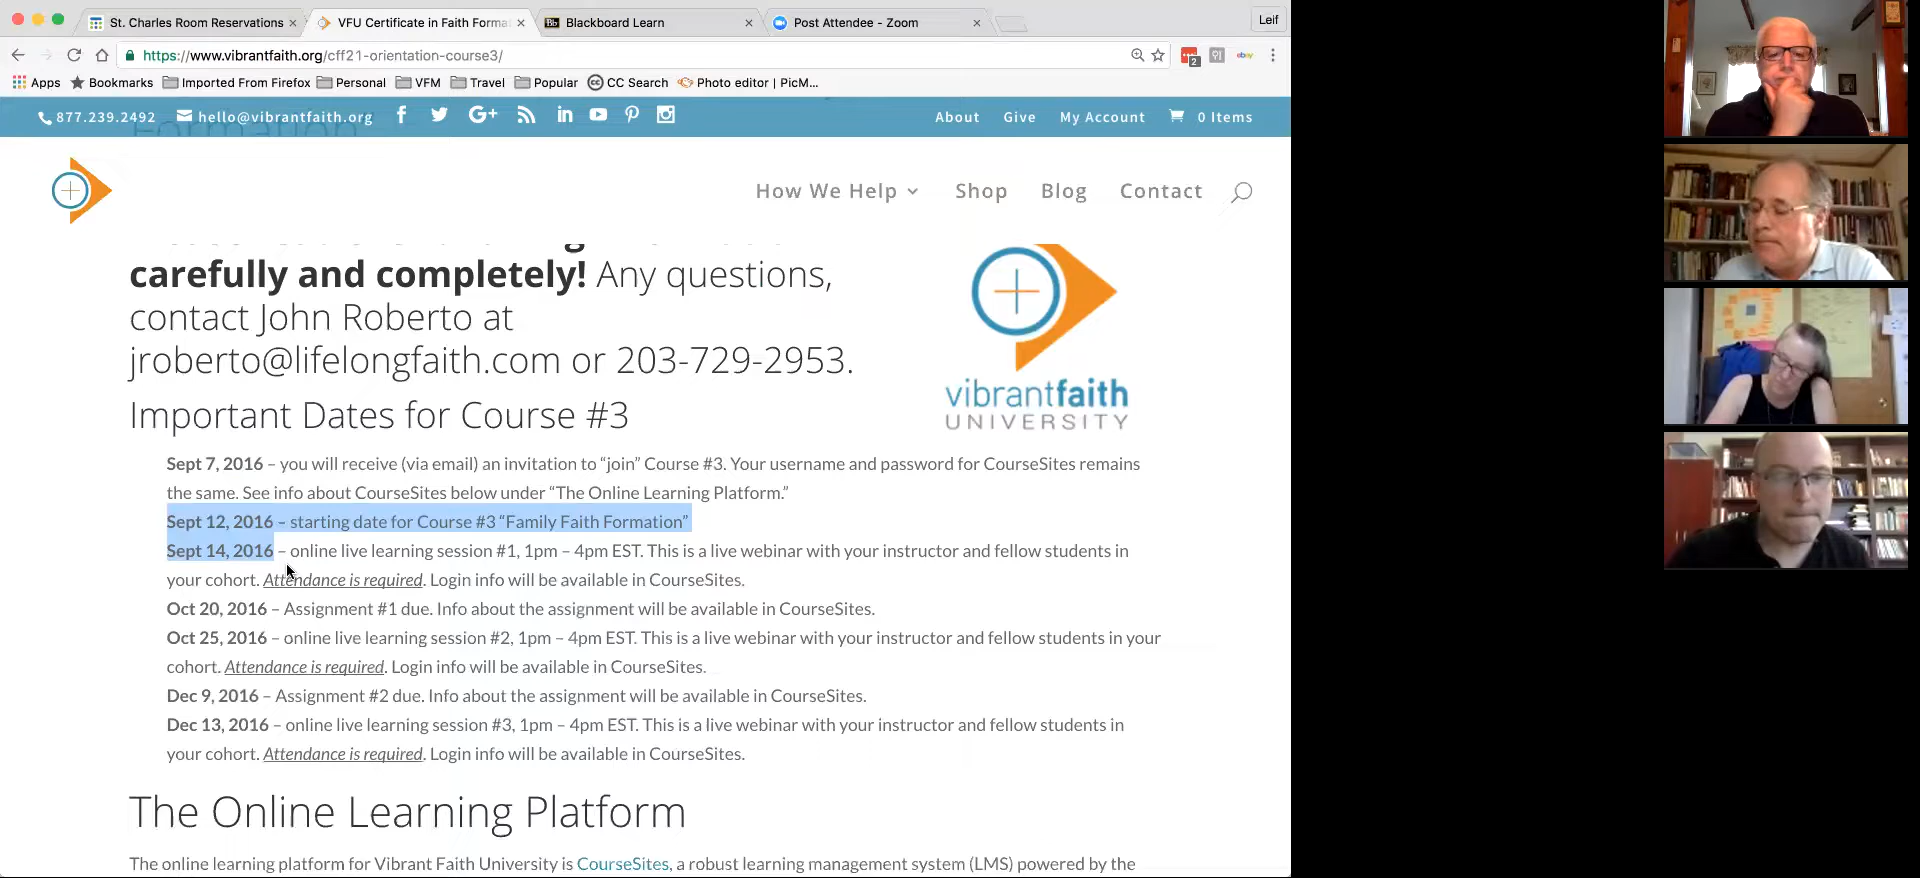 St. Charles Room Reservations
VFU Certificate in Faith Forma
Blackboard Learn
Post Attendee - Zoom
Leif
https://www.vibrantfaith.org/cff21-orientation-course3/
2
Apps
Bookmarks
Imported From Firefox
Personal
VFM
Travel
Popular
CC Search
Photo editor | PicM...
877.239.2492
hello@vibrantfaith.org
About
Give
My Account
0 Items
Formation
How We Help
Shop
Blog
Contact
carefully and completely! Any questions,
contact John Roberto at
jroberto@lifelongfaith.com or 203-729-2953.
vibrantfaith
UNIVERSITY
Important Dates for Course #3
Sept 7, 2016 – you will receive (via email) an invitation to “join” Course #3. Your username and password for CourseSites remains
the same. See info about CourseSites below under “The Online Learning Platform.”
Sept 12, 2016 – starting date for Course #3 “Family Faith Formation”
Sept 14, 2016 – online live learning session #1, 1pm – 4pm EST. This is a live webinar with your instructor and fellow students in
your cohort. Attendance is required. Login info will be available in CourseSites.
Oct 20, 2016 – Assignment #1 due. Info about the assignment will be available in CourseSites.
Oct 25, 2016 – online live learning session #2, 1pm – 4pm EST. This is a live webinar with your instructor and fellow students in your
cohort. Attendance is required. Login info will be available in CourseSites.
Dec 9, 2016 – Assignment #2 due. Info about the assignment will be available in CourseSites.
Dec 13, 2016 – online live learning session #3, 1pm – 4pm EST. This is a live webinar with your instructor and fellow students in
your cohort. Attendance is required. Login info will be available in CourseSites.
The Online Learning Platform
The online learning platform for Vibrant Faith University is CourseSites, a robust learning management system (LMS) powered by the